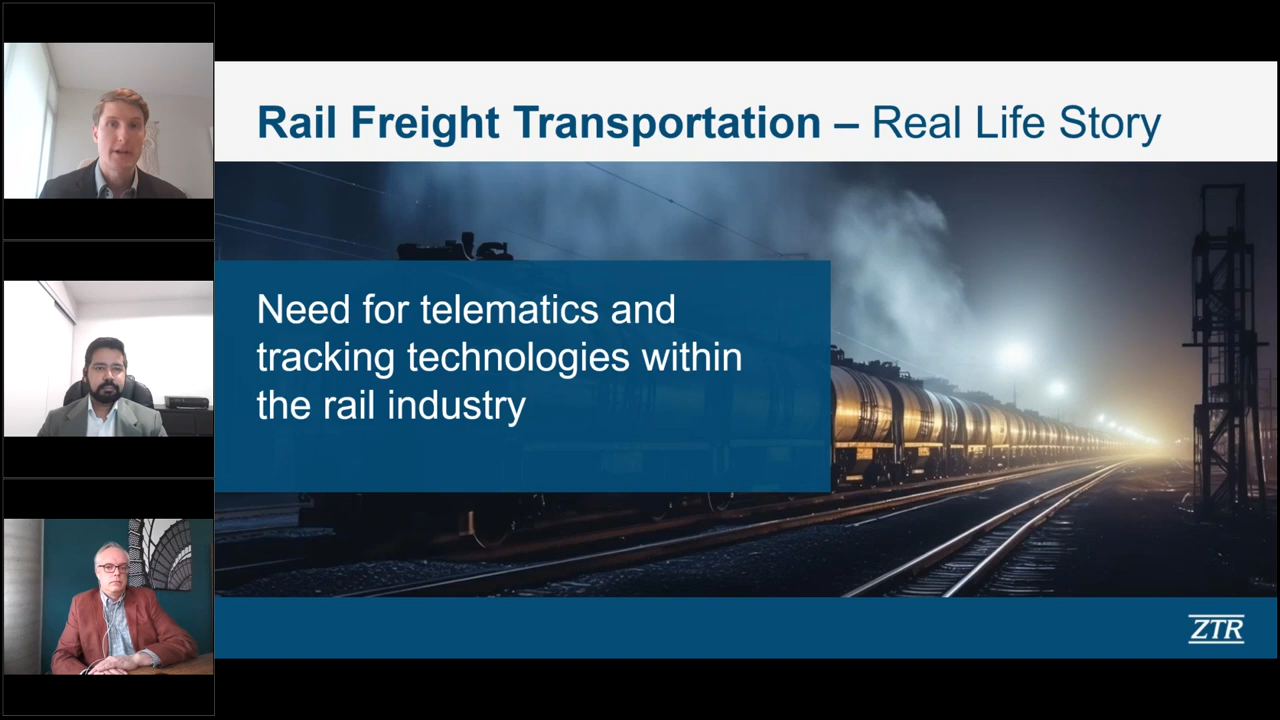 Rail Freight Transportation – Real Life Story
Need for telematics and
tracking technologies within
the rail industry
ZTR